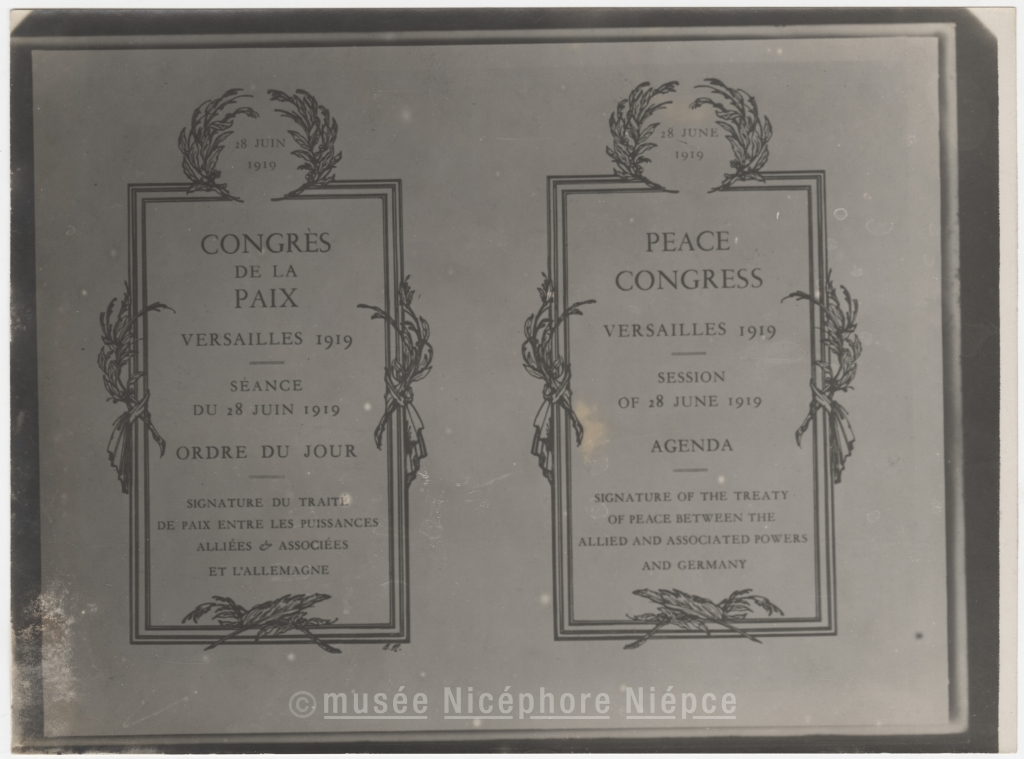 28 JUIN
1919
CONGRÈS
DE LA
PAIX
VERSAILLES 1919
SÉANCE
DU 28 JUIN 1919
ORDRE DU JOUR
SIGNATURE DU TRAITÉ
DE PAIX ENTRE LES PUISSANCES
ALLIÉES & ASSOCIÉES
ET L'ALLEMAGNE
28 JUNE
1919
PEACE
CONGRESS
VERSAILLES 1919
SESSION
OF 28 JUNE 1919
AGENDA
SIGNATURE OF THE TREATY
OF PEACE BETWEEN THE
ALLIED AND ASSOCIATED POWERS
AND GERMANY
©musée Nicéphore Niépce